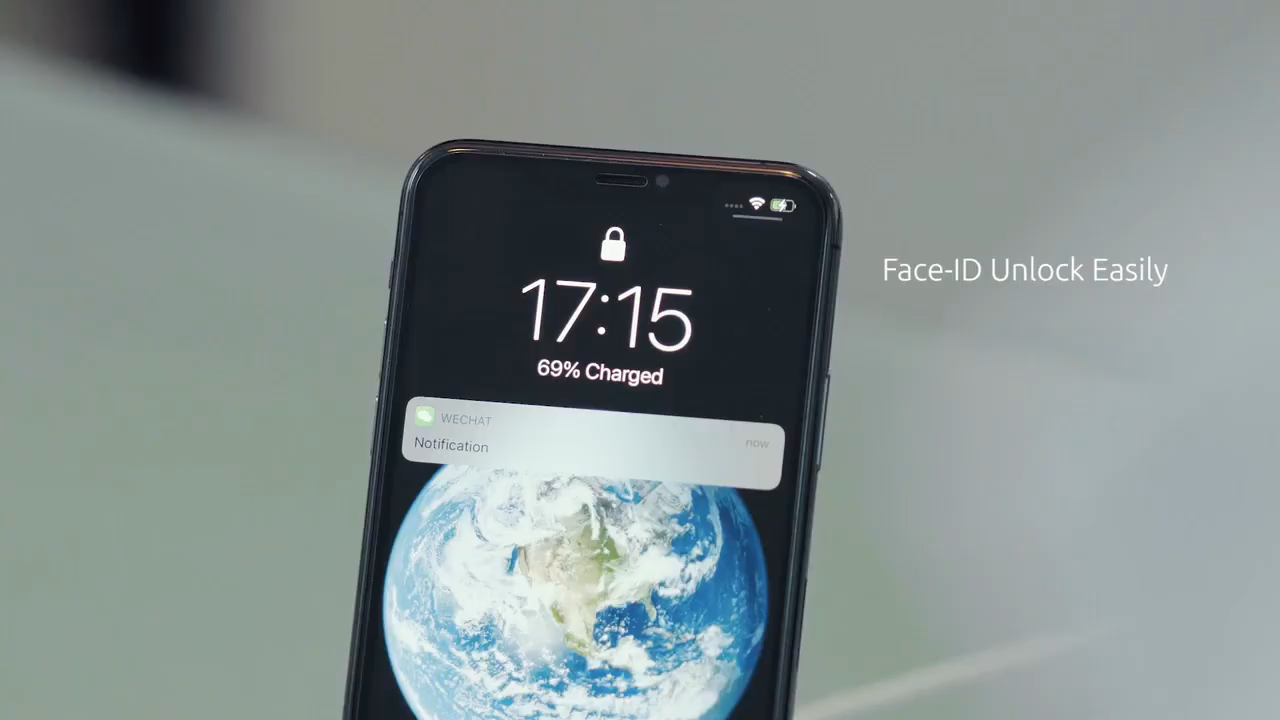 17:15
69% Charged
WECHAT
Notification
now
Face-ID Unlock Easily